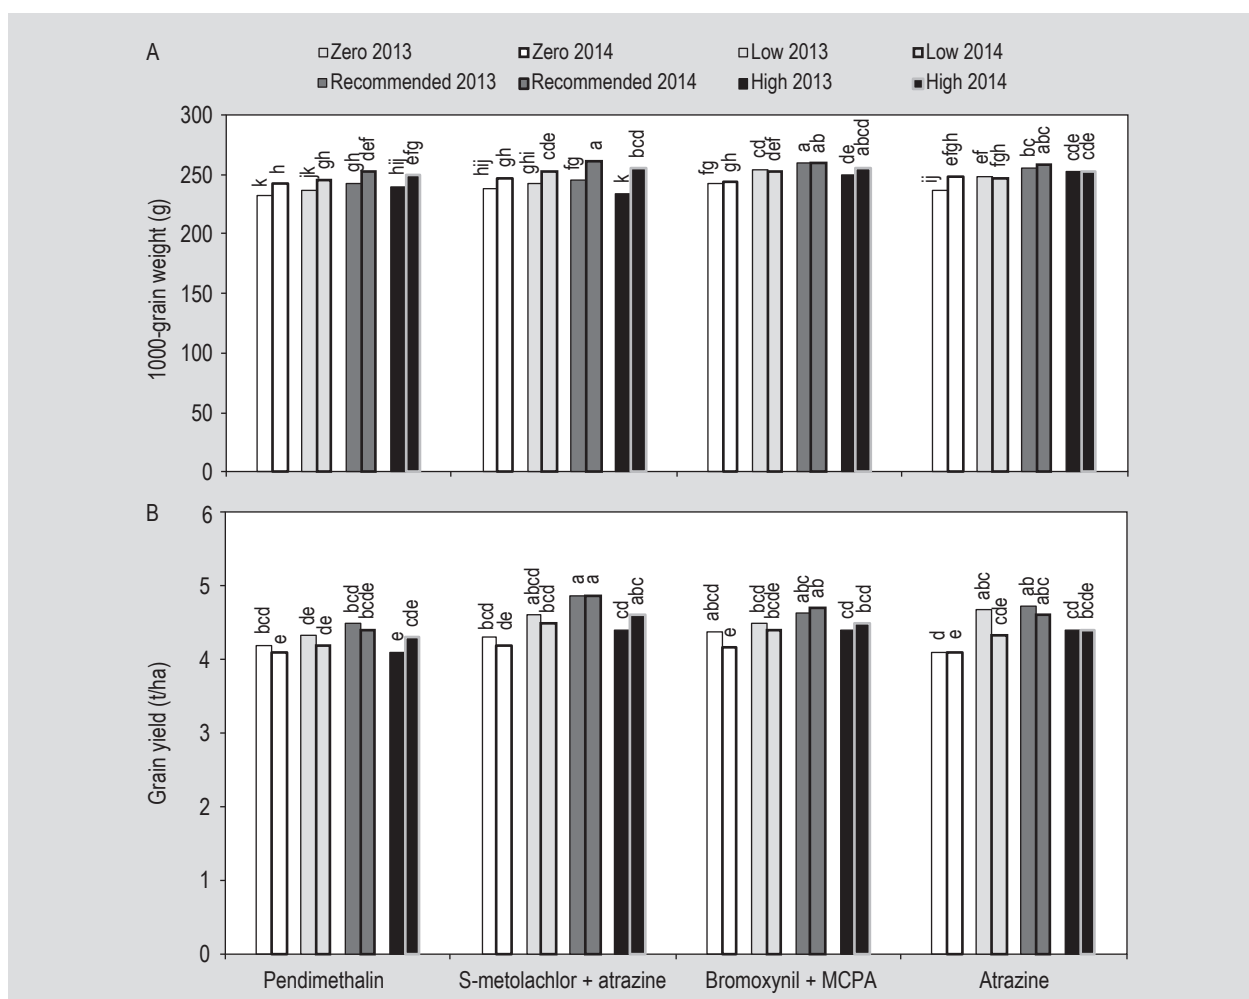 A
Zero 2013 Zero 2014 Low 2013 Low 2014
Recommended 2013 Recommended 2014 High 2013 High 2014
1000-grain weight (g)
300
250
200
150
100
50
0
k h jk gh gh def hij efg
hij gh ghi cde fg a k bcd
fg gh cd def a ab de abcd
ij efgh ef fgh bc abc cde cde
B
Grain yield (t/ha)
6
5
4
3
2
1
0
bcd e de de bcd bcde e cde
bcd de abcd bcd a a cd abc
abcd e bcd bcde abc ab cd bcd
d e abc cde ab abc cd bcde
Pendimethalin S-metolachlor + atrazine Bromoxynil + MCPA Atrazine